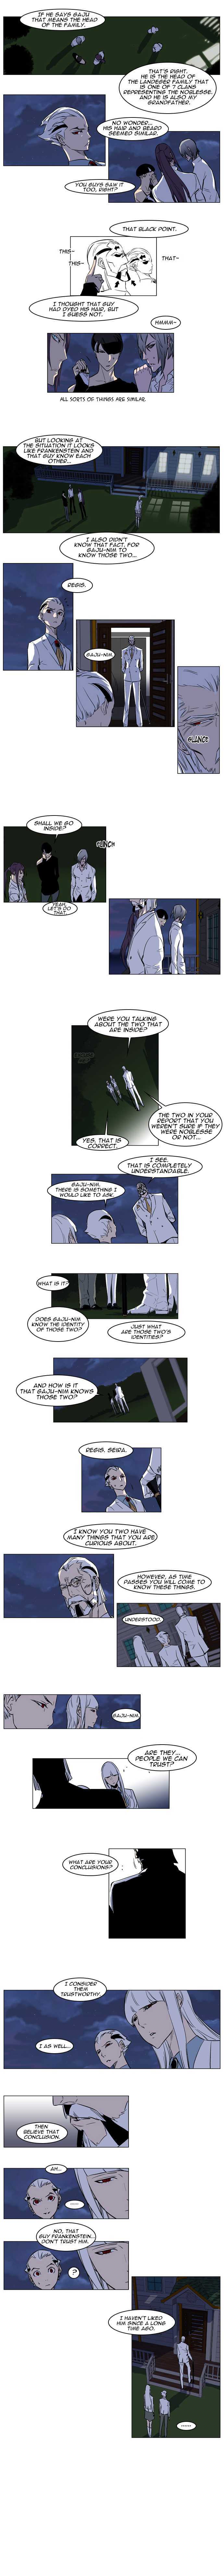 IF HE SAYS GAJU
THAT MEANS THE HEAD
OF THE FAMILY.
THAT'S RIGHT.
HE IS THE HEAD OF
THE LANDEGRE FAMILY THAT
IS ONE OF 7 CLANS
REPRESENTING THE NOBLESSE.
AND HE IS ALSO MY
GRANDFATHER.
NO WONDER...
HIS HAIR AND BEARD
SEEMED SIMILAR.
YOU GUYS SAW IT
TOO, RIGHT?
THAT BLACK POINT.
THIS-
THIS-
THAT-
I THOUGHT THAT GUY
HAD DYED HIS HAIR, BUT
I GUESS NOT.
HMMM~
ALL SORTS OF THINGS ARE SIMILAR.
BUT LOOKING AT
THE SITUATION IT LOOKS
LIKE FRANKENSTEIN AND
THAT GUY KNOW EACH
OTHER...
I ALSO DIDN'T
KNOW THAT FACT, FOR
GAJU-NIM TO
KNOW THOSE TWO...
REGIS.
GAJU-NIM
GLANCE
SHALL WE GO
INSIDE?
GLANCE
YEAH,
LET'S DO
THAT.
WERE YOU TALKING
ABOUT THE TWO THAT
ARE INSIDE?
THE TWO IN YOUR
REPORT THAT YOU
WEREN'T SURE IF THEY
WERE NOBLESSE
OR NOT...
YES, THAT IS
CORRECT.
I SEE.
THAT IS COMPLETELY
UNDERSTANDABLE.
GAJU-NIM,
THERE IS SOMETHING I
WOULD LIKE TO ASK.
WHAT IS IT?
DOES GAJU-NIM
KNOW THE IDENTITY
OF THOSE TWO?
JUST WHAT
ARE THOSE TWO'S
IDENTITIES?
AND HOW IS IT
THAT GAJU-NIM KNOWS
THOSE TWO?
REGIS, SEIRA.
I KNOW YOU TWO HAVE
MANY THINGS THAT YOU ARE
CURIOUS ABOUT.
HOWEVER, AS TIME
PASSES YOU WILL COME TO
KNOW THESE THINGS.
UNDERSTOOD.
GAJU-NIM.
ARE THEY...
PEOPLE WE CAN
TRUST?
WHAT ARE YOUR
CONCLUSIONS?
I CONSIDER
THEM
TRUSTWORTHY.
I AS WELL...
THEN
BELIEVE THAT
CONCLUSION.
AH...
......
NO, THAT
GUY FRANKENSTEIN...
DON'T TRUST HIM.
?
I HAVEN'T LIKED
HIM SINCE A LONG
TIME AGO.
......